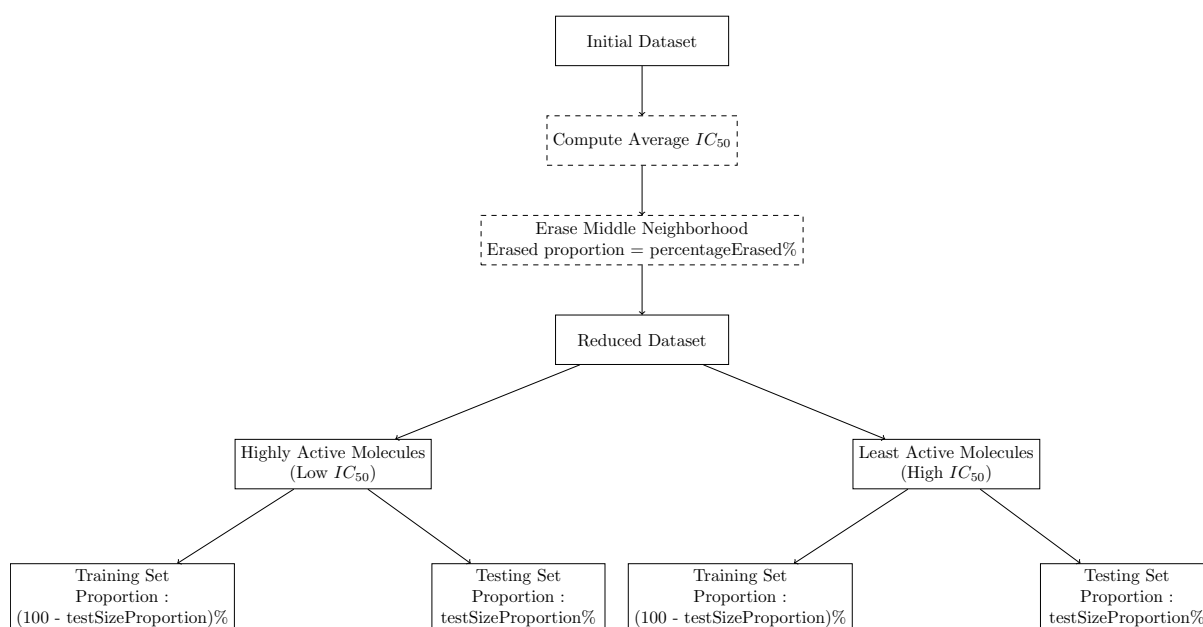 Initial Dataset
Compute Average IC₅₀
Erase Middle Neighborhood
Erased proportion = percentageErased%
Reduced Dataset
Highly Active Molecules
(Low IC₅₀)
Least Active Molecules
(High IC₅₀)
Training Set
Proportion :
(100 - testSizeProportion)%
Testing Set
Proportion :
testSizeProportion%
Training Set
Proportion :
(100 - testSizeProportion)%
Testing Set
Proportion :
testSizeProportion%